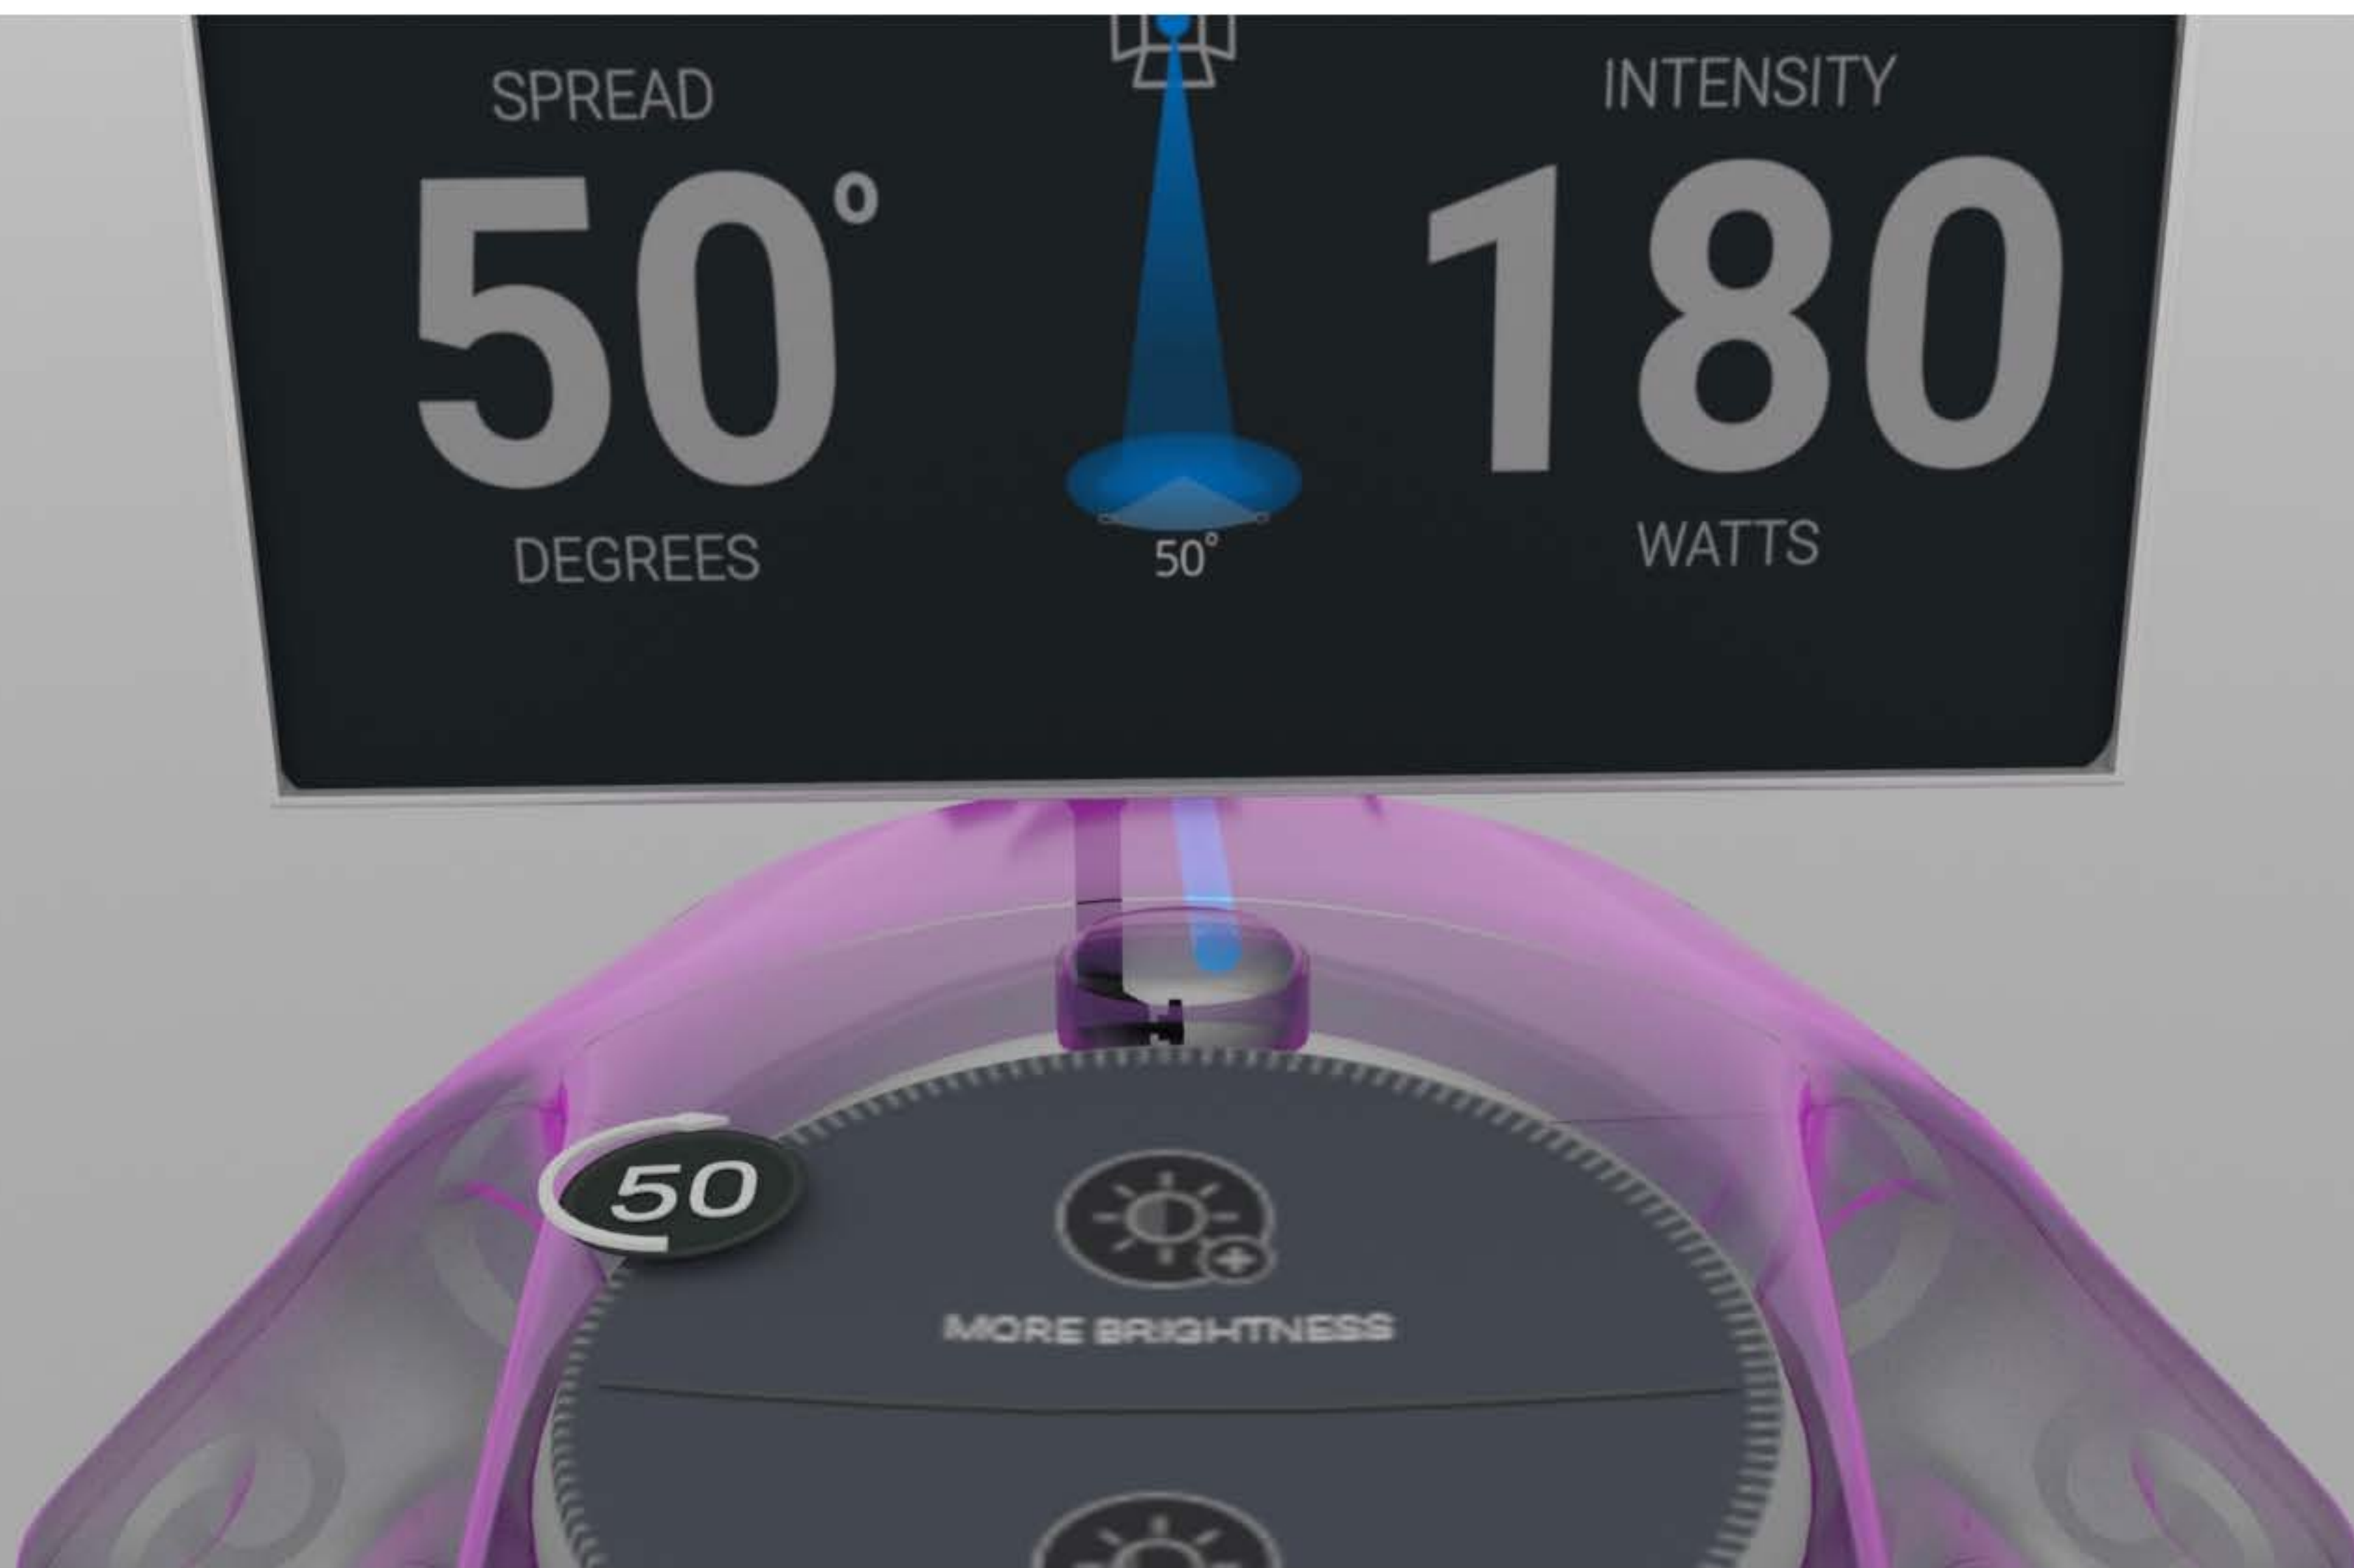 SPREAD
50°
DEGREES
50°
INTENSITY
180
WATTS
50
MORE BRIGHTNESS